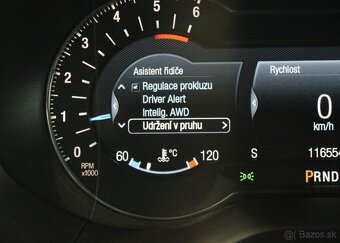 5
6
4
3
2
1
0
RPM
x1000
Asistent řidiče
Regulace prokluzu
Driver Alert
Intelig. AWD
Udržení v pruhu
60
°C
120
Rychlost
0
km/h
S
116554
PRND
© Bazos.sk